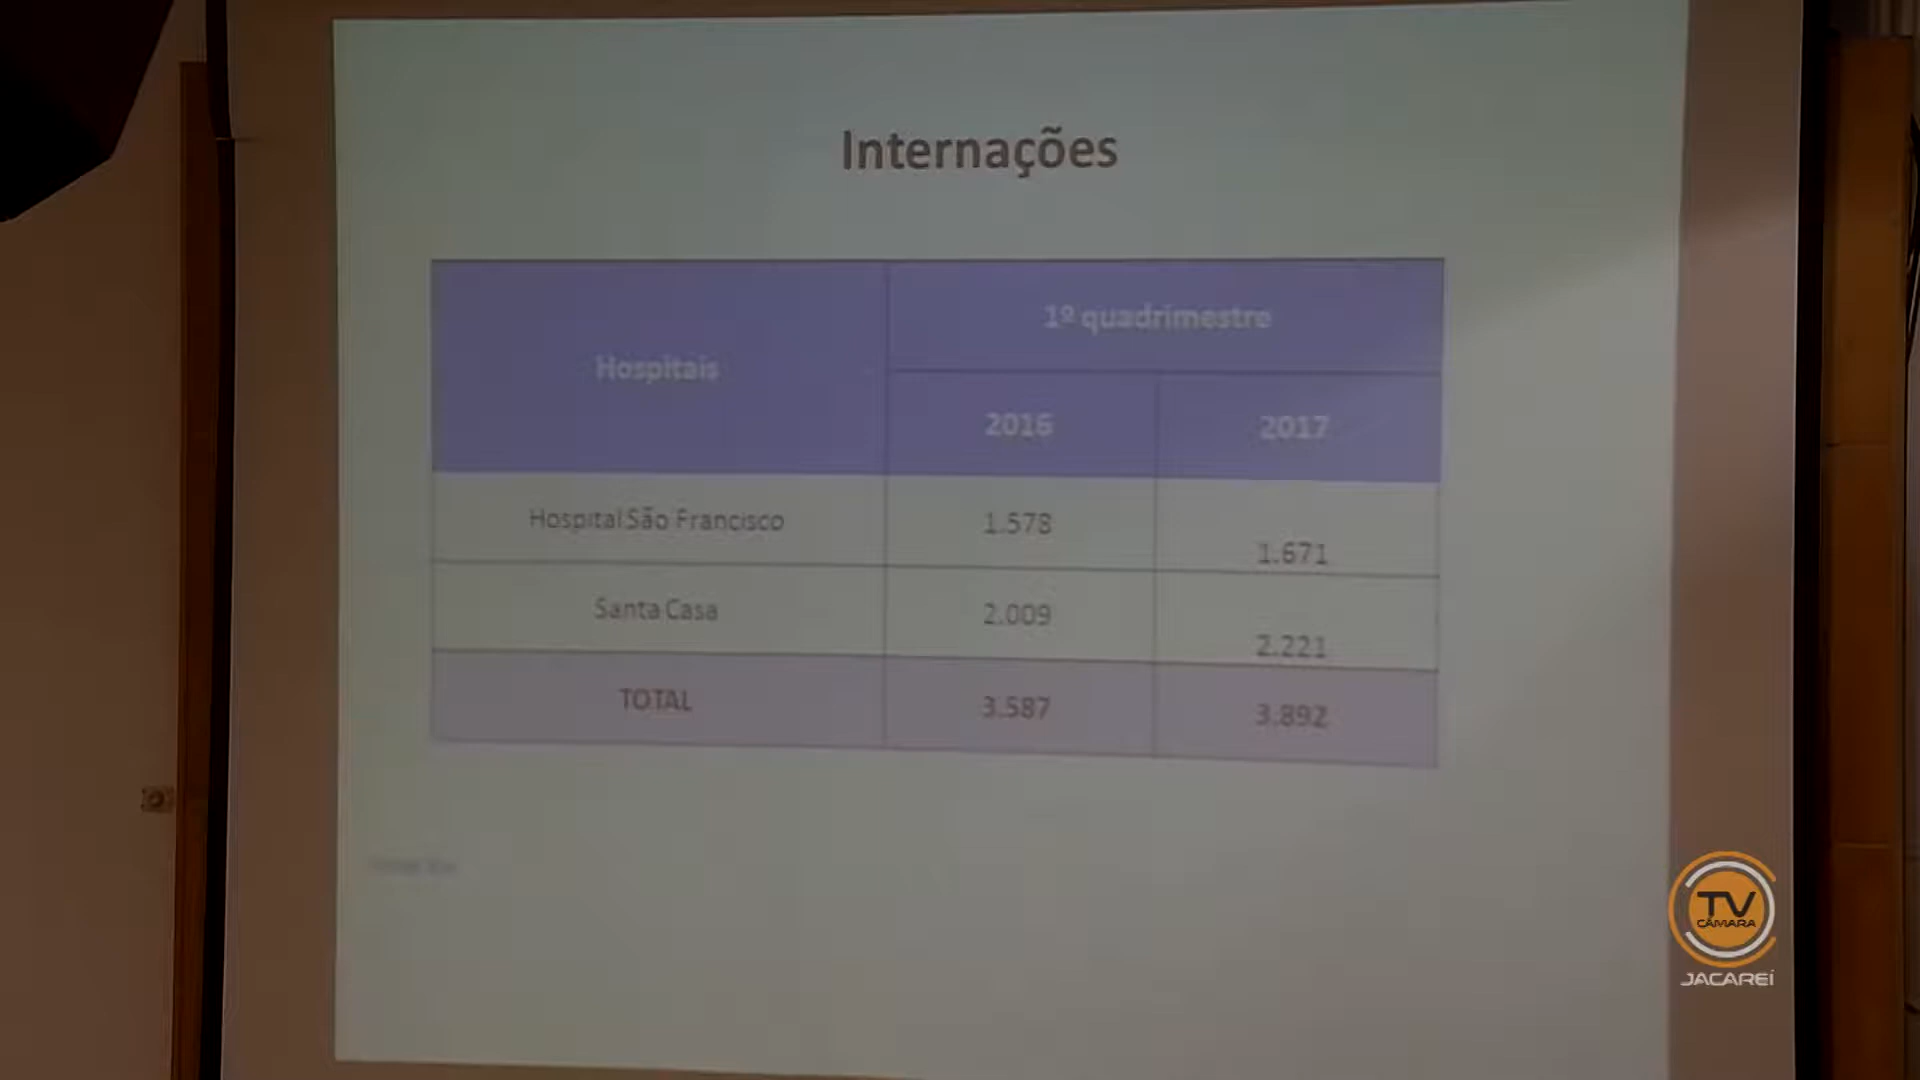 Internações
Hospitais
1º quadrimestre
2016 2017
Hospital São Francisco 1.578 1.671
Santa Casa 2.009 2.221
TOTAL 3.587 3.892
TV
CÂMARA
JACAREÍ